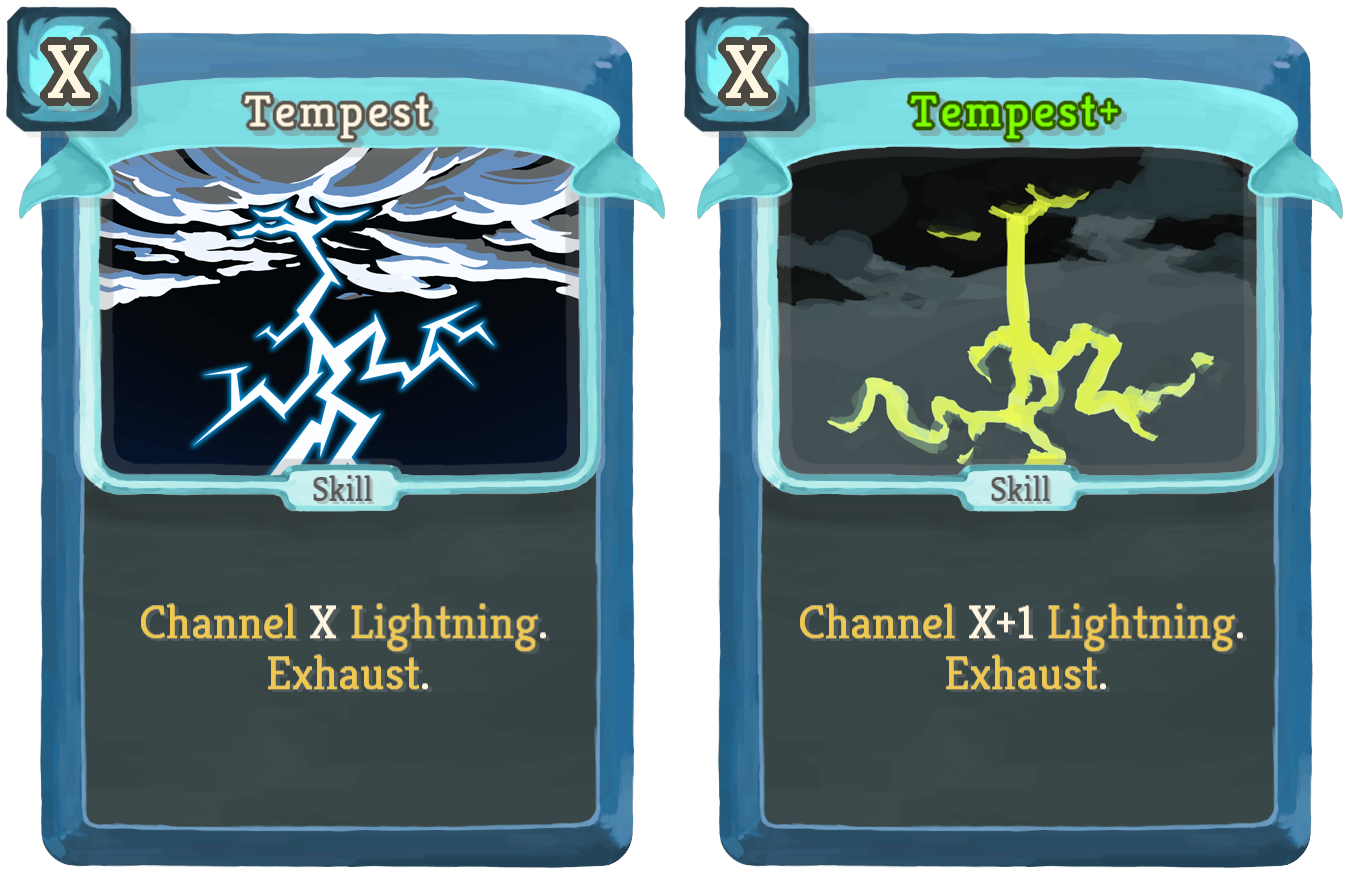 X
Tempest
Skill
Channel X Lightning.
Exhaust.
X
Tempest+
Skill
Channel X+1 Lightning.
Exhaust.